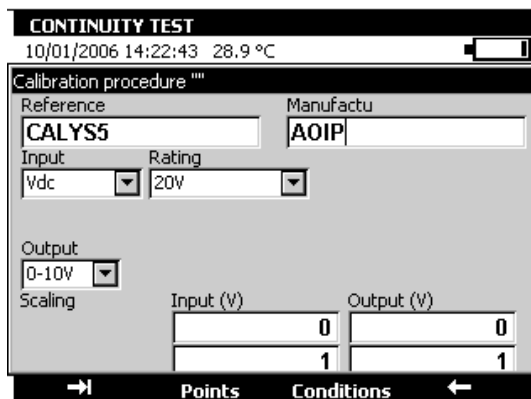 CONTINUITY TEST
10/01/2006 14:22:43 28.9 °C
Calibration procedure ""
Reference Manufactu
CALYS5 AOIP
Input Rating
Vdc 20V
Output
0-10V
Scaling Input (V) Output (V)
0 0
1 1
Points Conditions